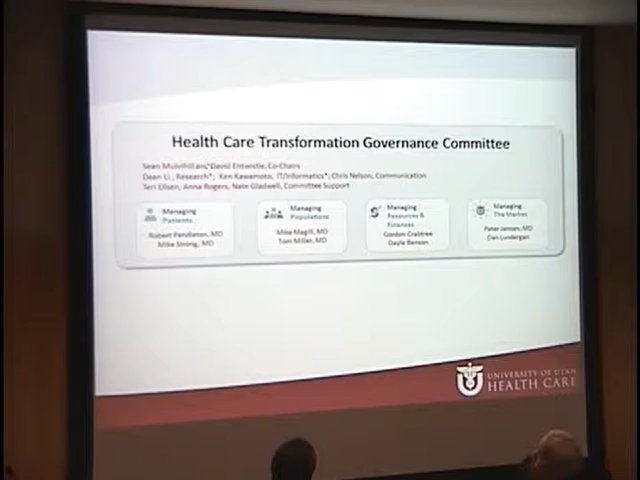 Health Care Transformation Governance Committee
Sean Mulvihill and David Entwistle, Co-Chairs
Dean Li , Research*; Ken Kawamoto, IT/Informatics*; Chris Nelson, Communication
Teri Olsen, Anna Rogers, Nate Gladwell, Committee Support
Managing
Patients
Robert Pendleton, MD
Mike Strong, MD
Managing
Populations
Mike Magill, MD
Tom Miller, MD
Managing
Resources &
Finances
Gordon Crabtree
Gayle Benson
Managing
The Market
Peter Jensen, MD
Dan Lundergan
UNIVERSITY OF UTAH
HEALTH CARE